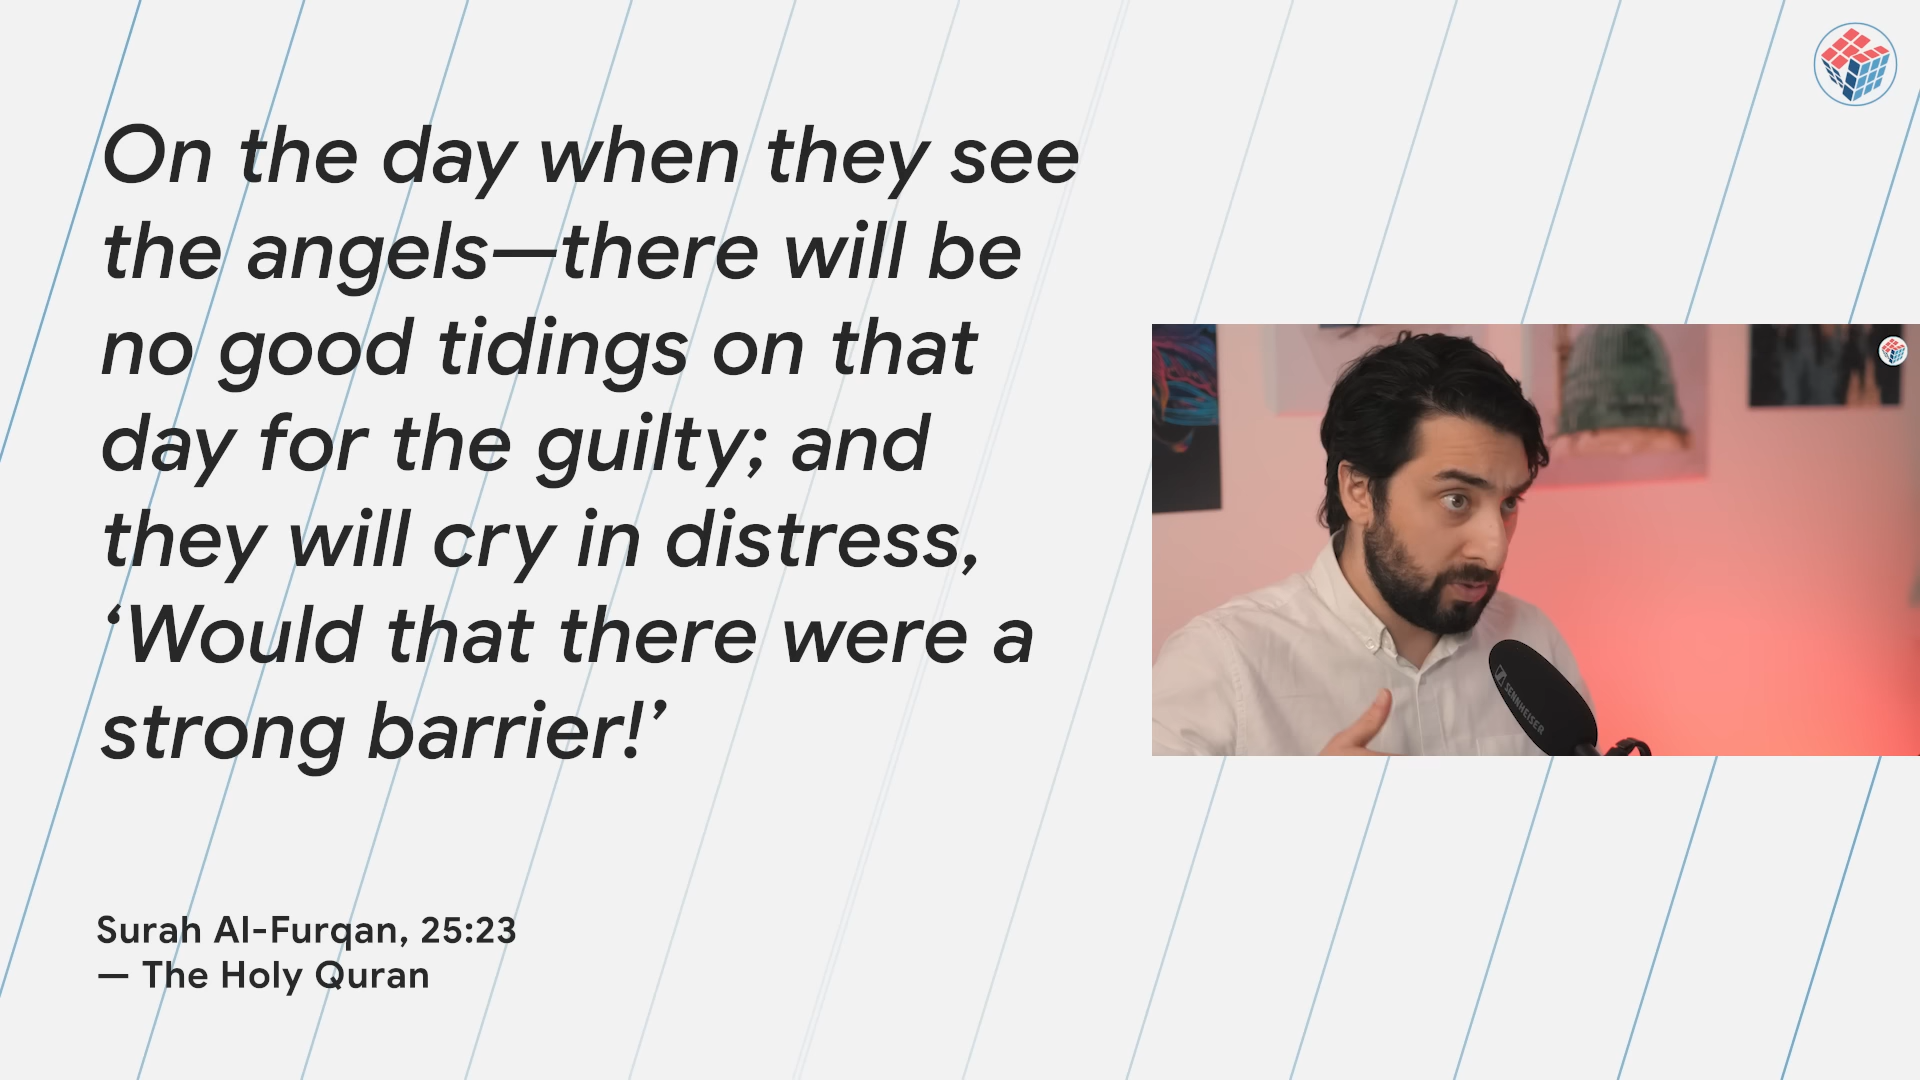 On the day when they see
the angels—there will be
no good tidings on that
day for the guilty; and
they will cry in distress,
‘Would that there were a
strong barrier!’
Surah Al-Furqan, 25:23
— The Holy Quran
SENNHEISER